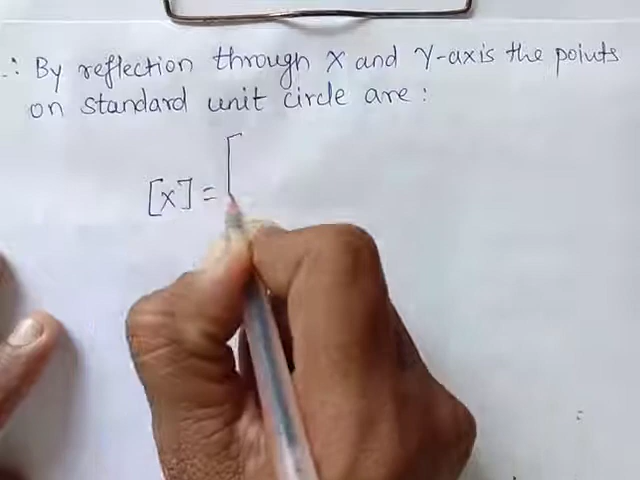 ∴ By reflection through X and Y-axis the points
on standard unit circle are :
[X] = [